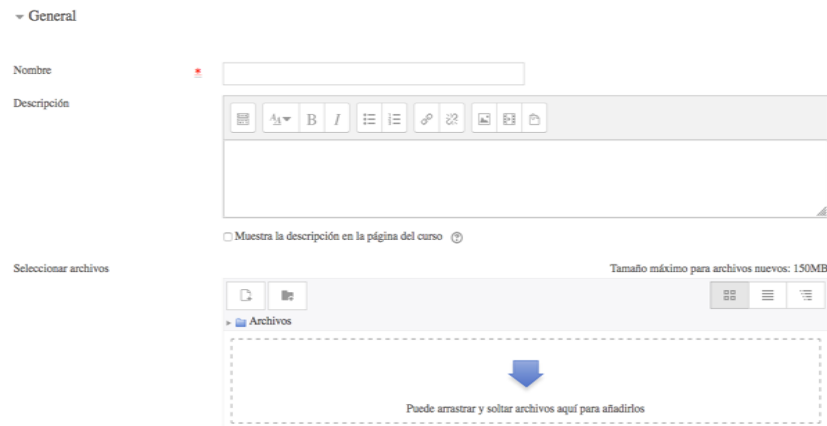 General
Nombre
Descripción
Muestra la descripción en la página del curso
Seleccionar archivos
Tamaño máximo para archivos nuevos: 150MB
Archivos
Puede arrastrar y soltar archivos aquí para añadirlos